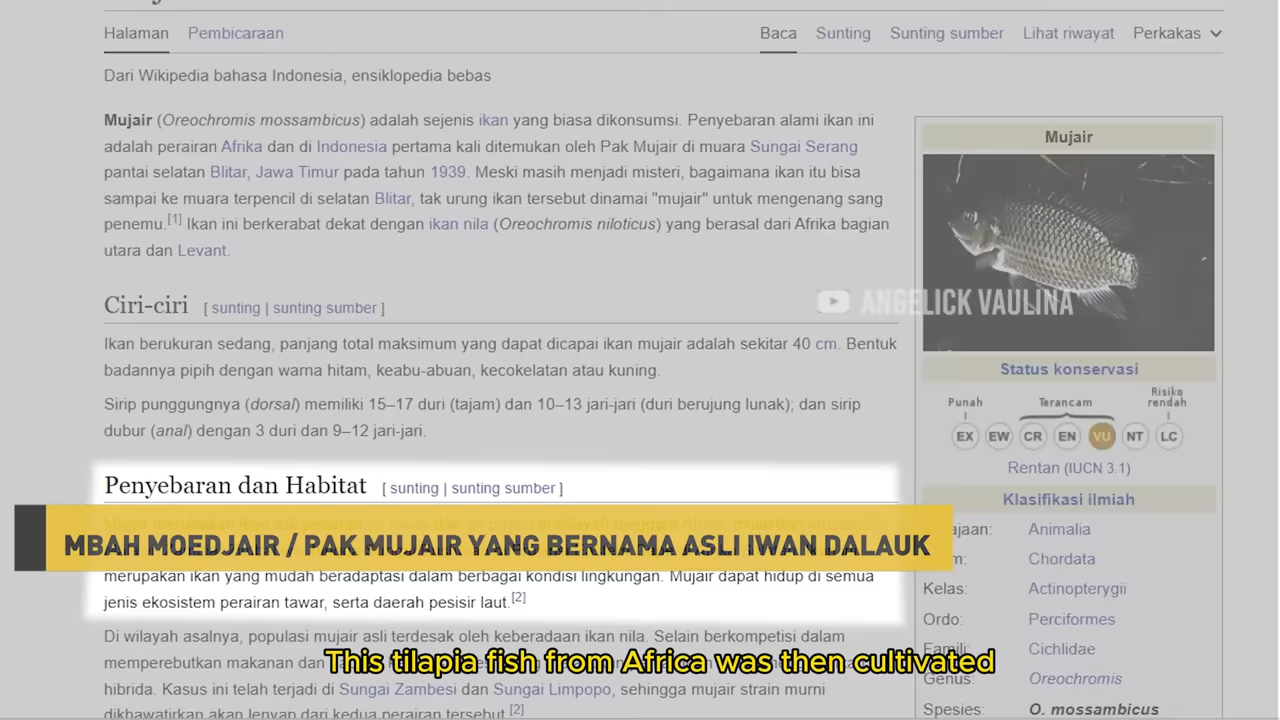 Halaman Pembicaraan Baca Sunting Sunting sumber Lihat riwayat Perkakas
Dari Wikipedia bahasa Indonesia, ensiklopedia bebas
Mujair (Oreochromis mossambicus) adalah sejenis ikan yang biasa dikonsumsi. Penyebaran alami ikan ini
adalah perairan Afrika dan di Indonesia pertama kali ditemukan oleh Pak Mujair di muara Sungai Serang
pantai selatan Blitar, Jawa Timur pada tahun 1939. Meski masih menjadi misteri, bagaimana ikan itu bisa
sampai ke muara terpencil di selatan Blitar, tak urung ikan tersebut dinamai "mujair" untuk mengenang sang
penemu.[1] Ikan ini berkerabat dekat dengan ikan nila (Oreochromis niloticus) yang berasal dari Afrika bagian
utara dan Levant.
Ciri-ciri [ sunting | sunting sumber ]
Ikan berukuran sedang, panjang total maksimum yang dapat dicapai ikan mujair adalah sekitar 40 cm. Bentuk
badannya pipih dengan warna hitam, keabu-abuan, kecokelatan atau kuning.
Sirip punggungnya (dorsal) memiliki 15–17 duri (tajam) dan 10–13 jari-jari (duri berujung lunak); dan sirip
dubur (anal) dengan 3 duri dan 9–12 jari-jari.
Penyebaran dan Habitat [ sunting | sunting sumber ]
MBAH MOEDJAIR / PAK MUJAIR YANG BERNAMA ASLI IWAN DALAUK
merupakan ikan yang mudah beradaptasi dalam berbagai kondisi lingkungan. Mujair dapat hidup di semua
jenis ekosistem perairan tawar, serta daerah pesisir laut.[2]
Di wilayah asalnya, populasi mujair asli terdesak oleh keberadaan ikan nila. Selain berkompetisi dalam
memperebutkan makanan dan
This tilapia fish from Africa was then cultivated
hibrida. Kasus ini telah terjadi di Sungai Zambesi dan Sungai Limpopo, sehingga mujair strain murni
dikhawatirkan akan lenyap dari kedua perairan tersebut.[2]
Mujair
ANGELICK VAULINA
Status konservasi
Punah Terancam Risiko
rendah
EX EW CR EN VU NT LC
Rentan (IUCN 3.1)
Klasifikasi ilmiah
ajaan: Animalia
m: Chordata
Kelas: Actinopterygii
Ordo: Perciformes
Famili: Cichlidae
Genus: Oreochromis
Spesies: O. mossambicus